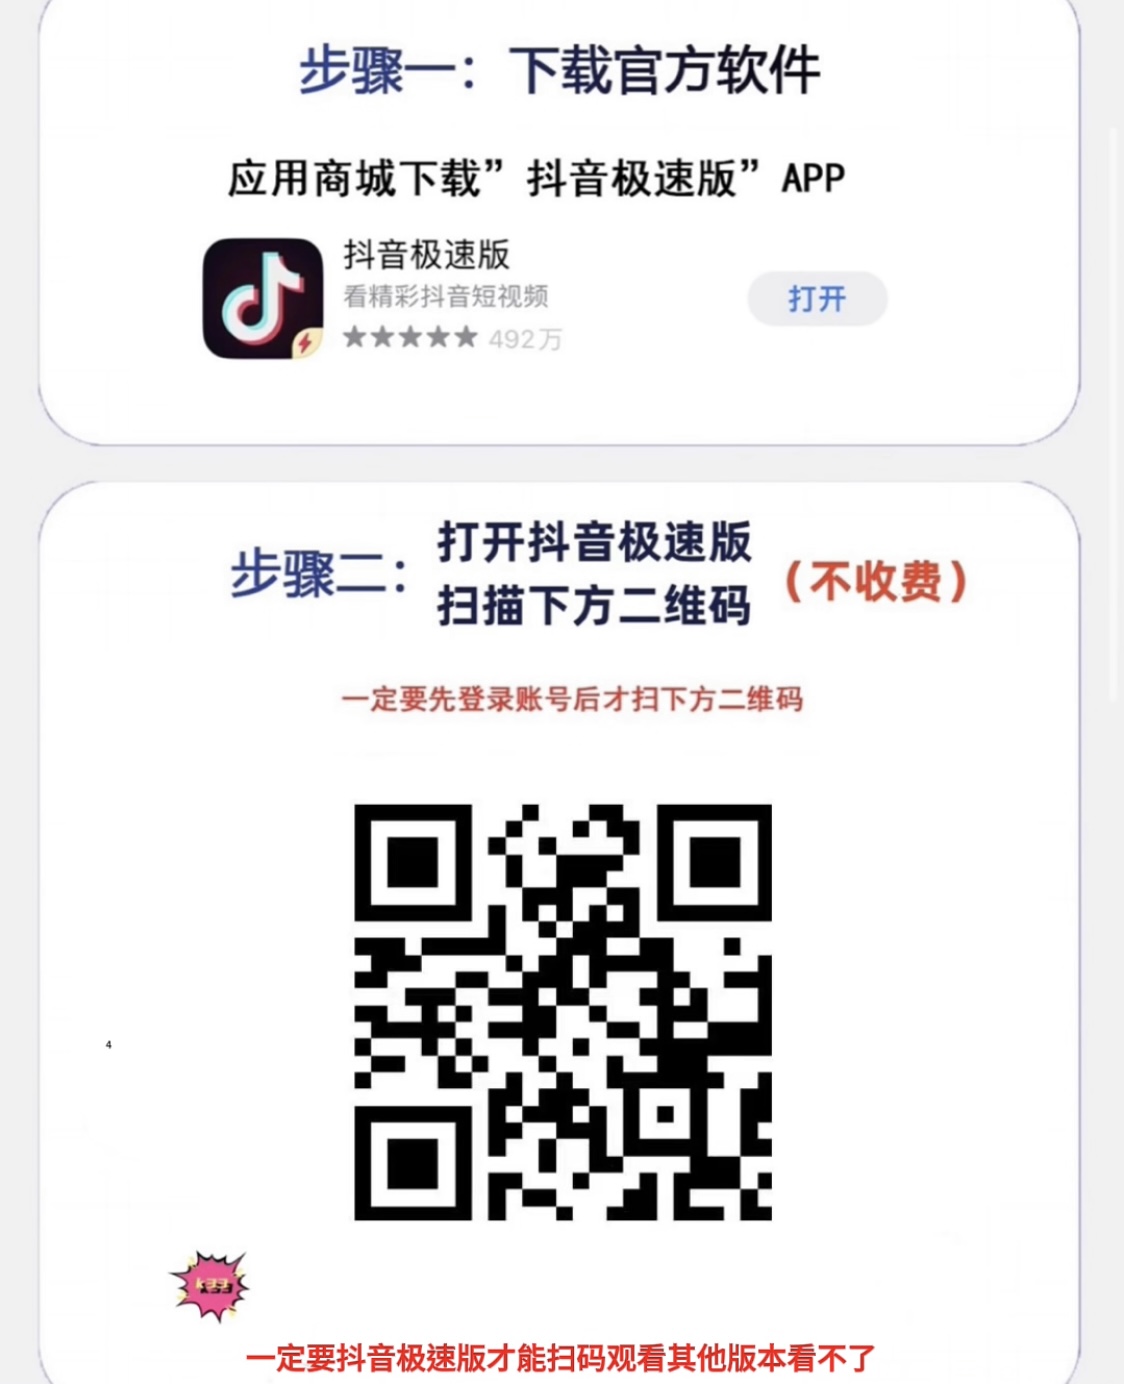 步骤一：下载官方软件
应用商城下载”抖音极速版”APP
抖音极速版
看精彩抖音短视频
492万
打开
步骤二：
打开抖音极速版
扫描下方二维码
（不收费）
一定要先登录账号后才扫下方二维码
4
k33
一定要抖音极速版才能扫码观看其他版本看不了